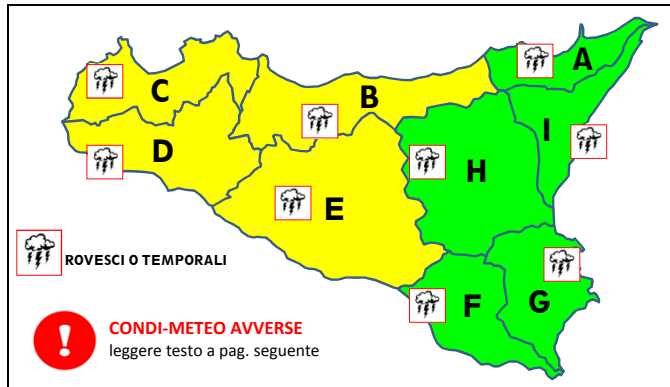 A
C
B
I
D
H
E
ROVESCI O TEMPORALI
F
G
!
CONDI-METEO AVVERSE
leggere testo a pag. seguente